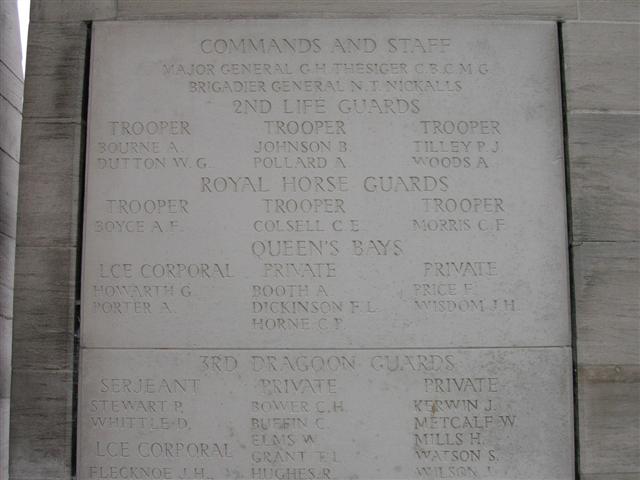 COMMANDS AND STAFF
MAJOR GENERAL G.H. THESIGER C.B. C.M.G.
BRIGADIER GENERAL N.T. NICKALLS
2ND LIFE GUARDS
TROOPER TROOPER TROOPER
BOURNE A. JOHNSON B. TILLEY P.J.
DUTTON W.G. POLLARD A. WOODS A.
ROYAL HORSE GUARDS
TROOPER TROOPER TROOPER
BOYCE A.F. COLSELL C.E. MORRIS C.F.
QUEEN'S BAYS
LCE CORPORAL PRIVATE PRIVATE
HOWARTH G. BOOTH A. PRICE F.
PORTER A. DICKINSON F.L. WISDOM J.H.
HORNE C.P.
3RD DRAGOON GUARDS
SERJEANT PRIVATE PRIVATE
STEWART P. BOWER C.H. KERWIN J.
WHITTLE D. BUFFIN C. METCALF W.
ELMS W. MILLS H.
LCE CORPORAL GRANT T.L. WATSON S.
FLECKNOE J.H. HUGHES R. WILSON J.